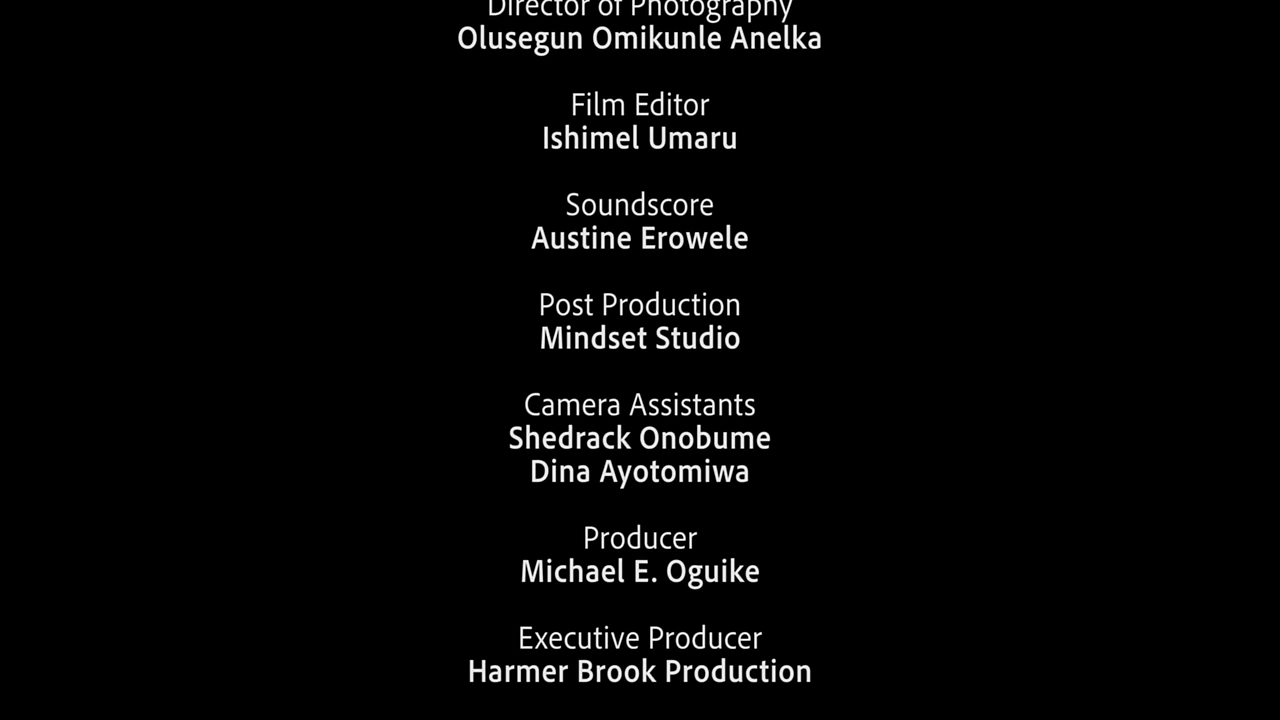 Director of Photography
Olusegun Omikunle Anelka
Film Editor
Ishimel Umaru
Soundscore
Austine Erowele
Post Production
Mindset Studio
Camera Assistants
Shedrack Onobume
Dina Ayotomiwa
Producer
Michael E. Oguike
Executive Producer
Harmer Brook Production